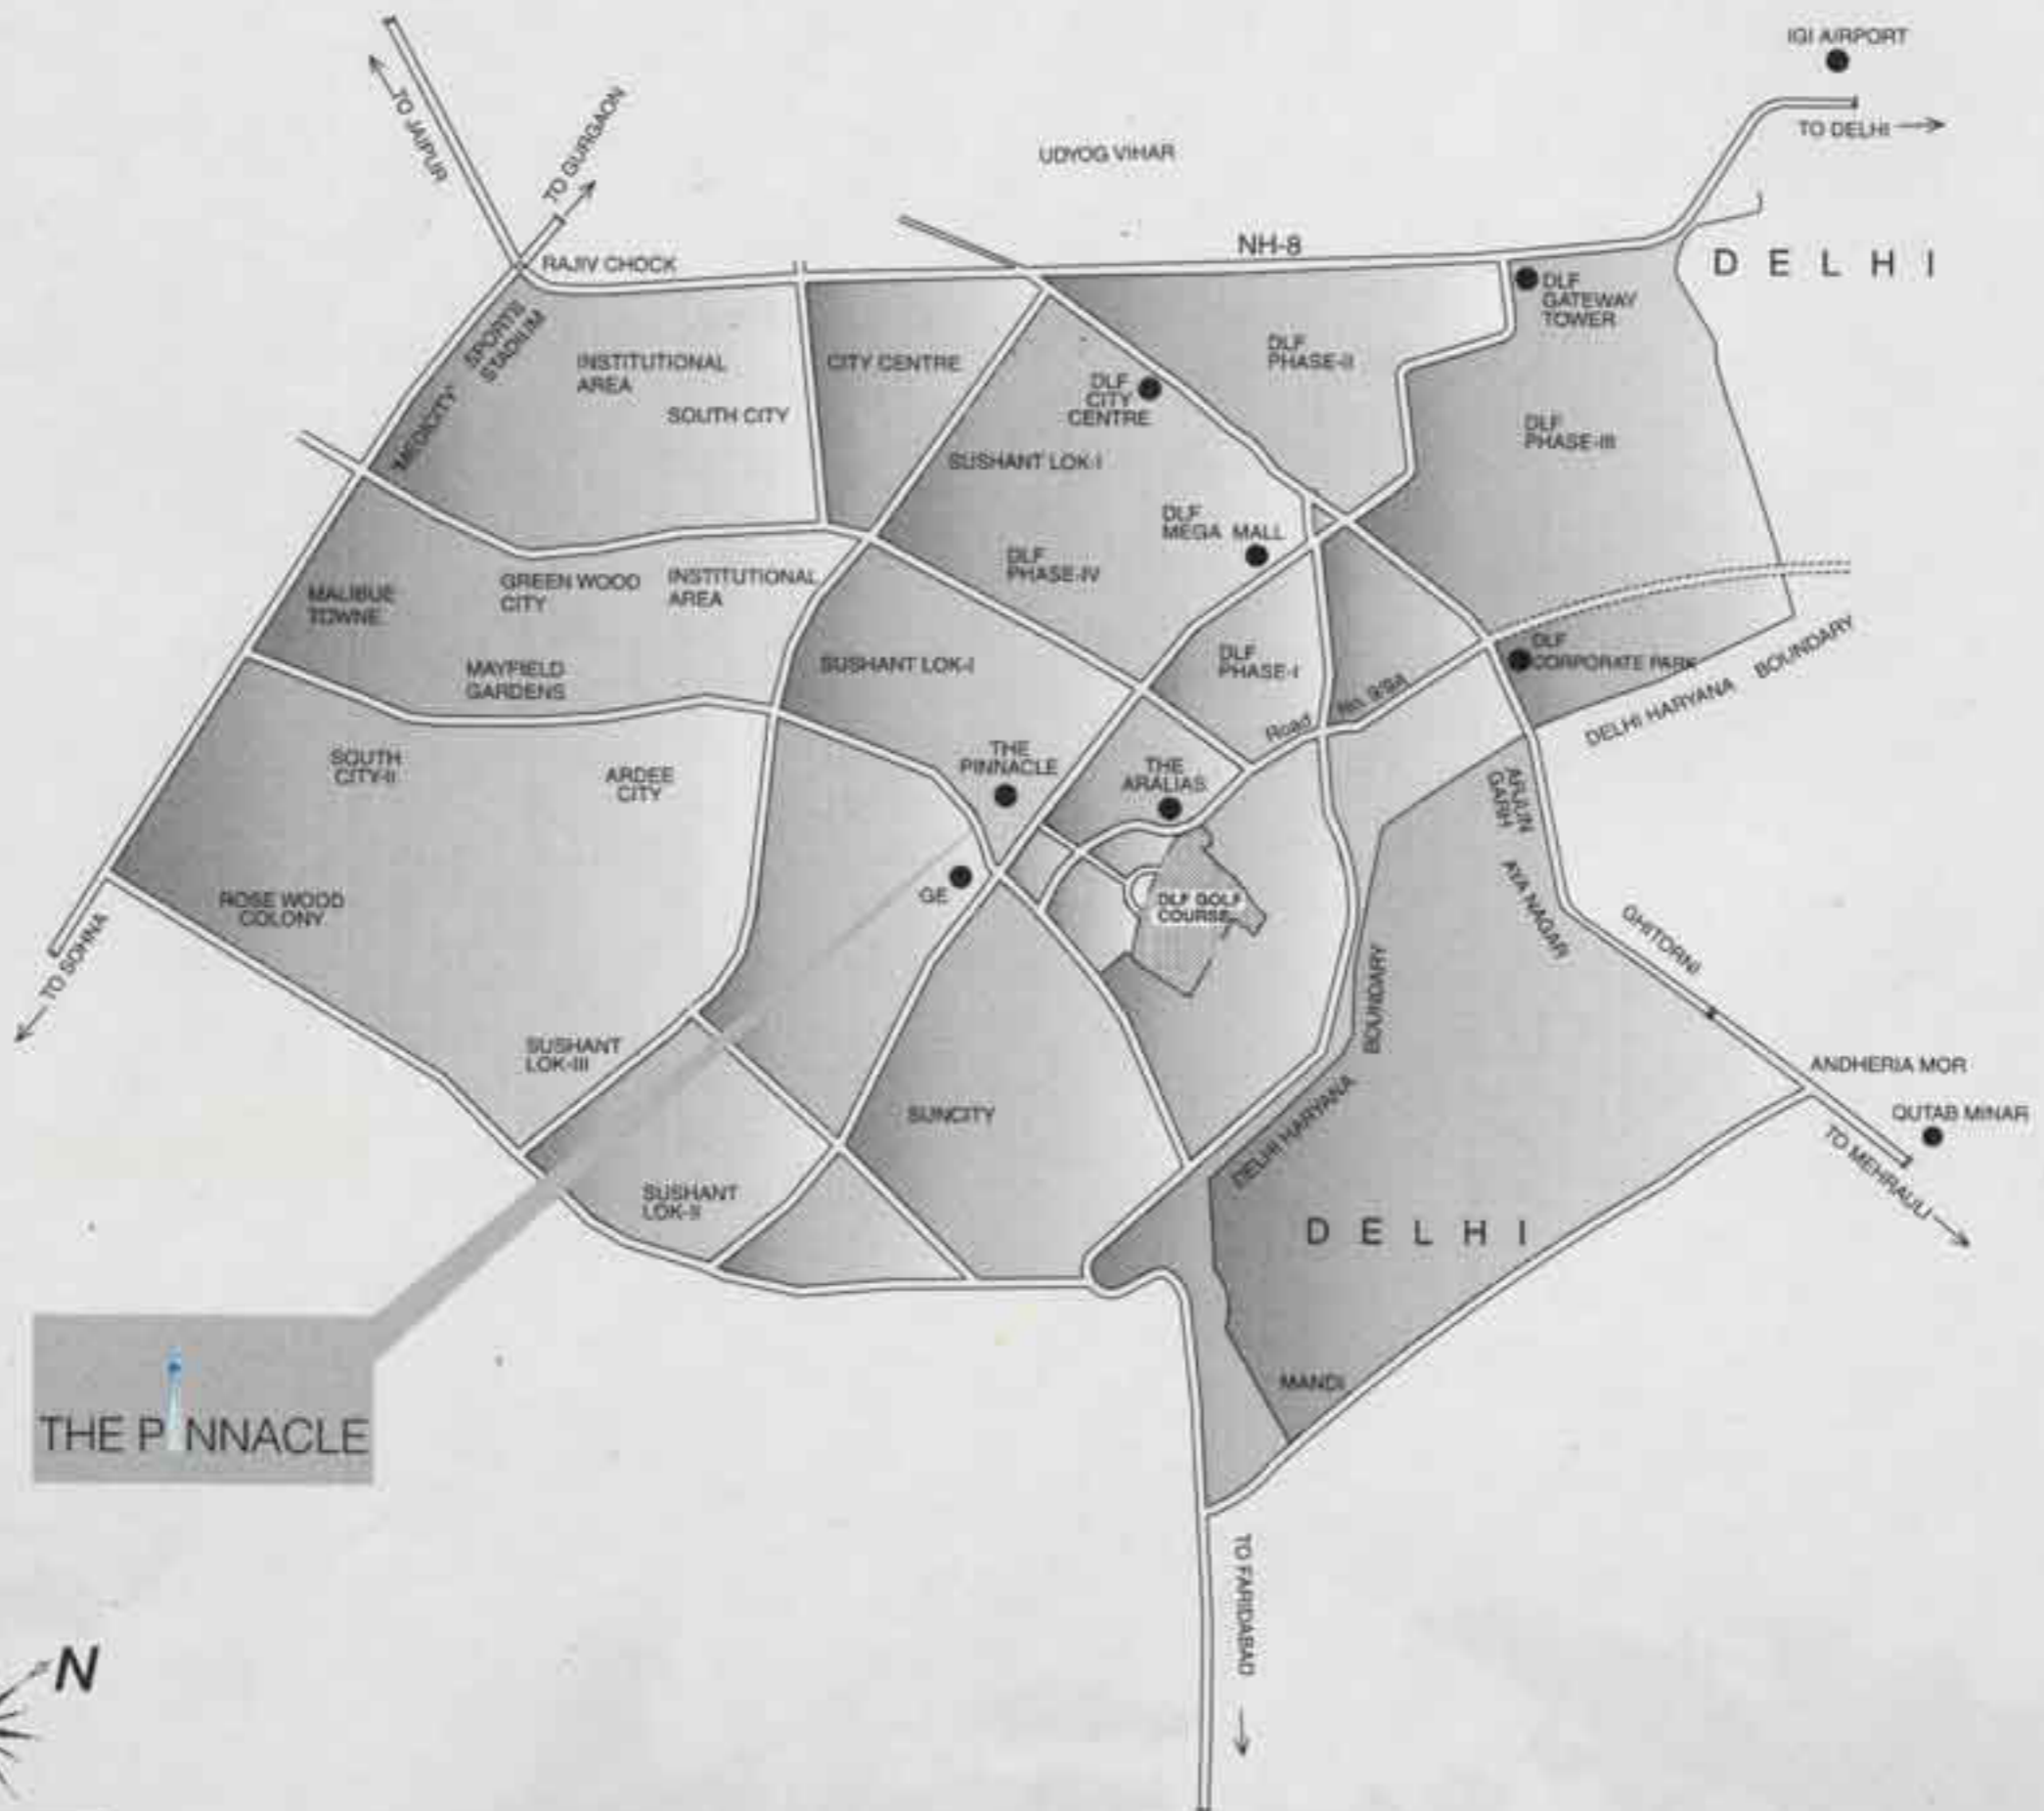 IGI AIRPORT
TO DELHI
TO JAIPUR
TO GURGAON
UDYOG VIHAR
NH-8
DELHI
RAJIV CHOCK
DLF
GATEWAY
TOWER
SPORTS
STADIUM
"MEDICITY"
INSTITUTIONAL
AREA
SOUTH CITY
CITY CENTRE
DLF
CITY
CENTRE
DLF
PHASE-II
DLF
PHASE-III
SUSHANT LOK-I
DLF
MEGA MALL
DLF
PHASE-IV
MALIBUE
TOWNE
GREEN WOOD
CITY
INSTITUTIONAL
AREA
MAYFIELD
GARDENS
SUSHANT LOK-I
DLF
PHASE-I
Road No. 9/9A
DLF
CORPORATE PARK
DELHI HARYANA BOUNDARY
SOUTH
CITY-II
ARDEE
CITY
THE
PINNACLE
THE
ARALIAS
ARJUN
GARH
AYA NAGAR
GHITORNI
GE
DLF GOLF
COURSE
ROSE WOOD
COLONY
TO SOHNA
SUSHANT
LOK-III
SUNCITY
DELHI HARYANA BOUNDARY
ANDHERIA MOR
QUTAB MINAR
TO MEHRAULI
SUSHANT
LOK-II
DELHI
MANDI
THE PINNACLE
TO FARIDABAD
N